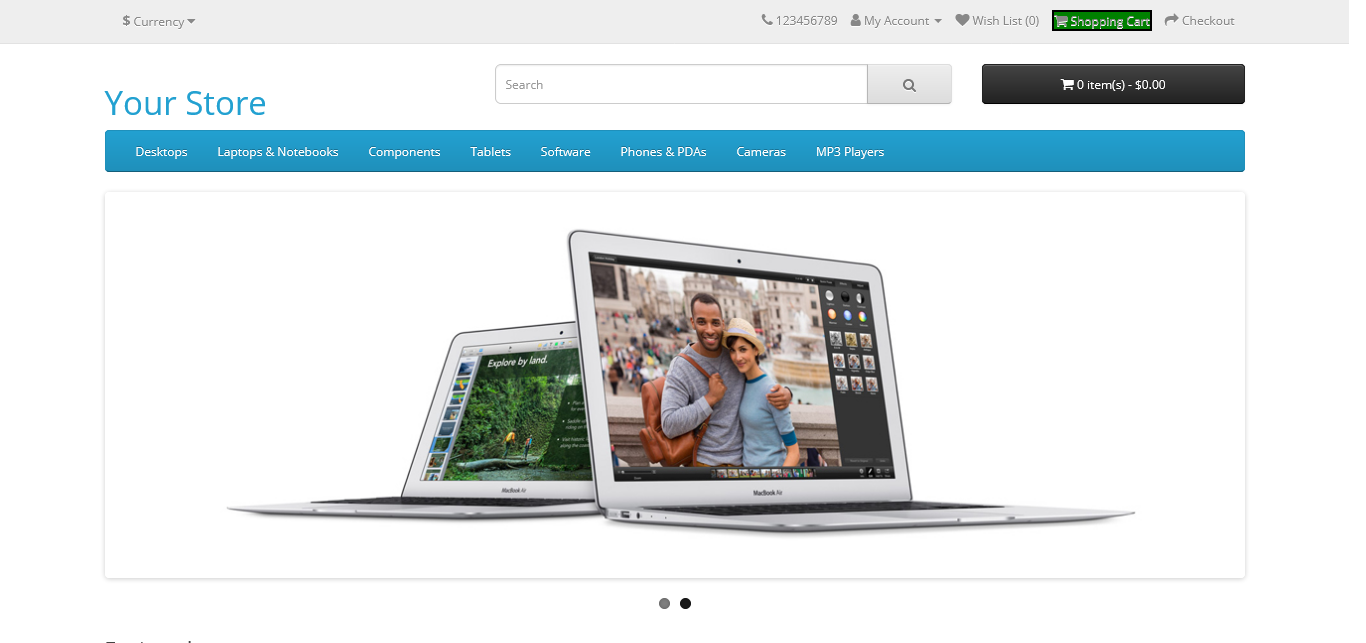 $ Currency
123456789 My Account Wish List (0) Shopping Cart Checkout
Your Store
Search
0 item(s) - $0.00
Desktops Laptops & Notebooks Components Tablets Software Phones & PDAs Cameras MP3 Players
Explore by land.
MacBook Air
MacBook Air